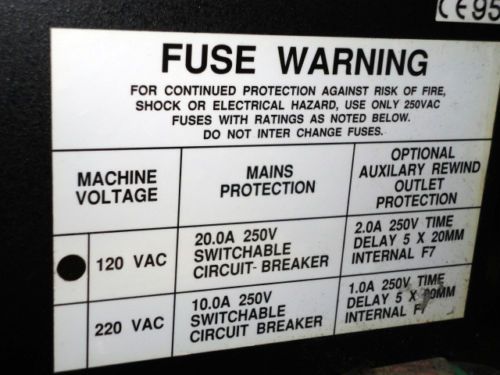 CE95
FUSE WARNING
FOR CONTINUED PROTECTION AGAINST RISK OF FIRE,
SHOCK OR ELECTRICAL HAZARD, USE ONLY 250VAC
FUSES WITH RATINGS AS NOTED BELOW.
DO NOT INTER CHANGE FUSES.
MACHINE
VOLTAGE
MAINS
PROTECTION
OPTIONAL
AUXILARY REWIND
OUTLET
PROTECTION
120 VAC
20.0A 250V
SWITCHABLE
CIRCUIT- BREAKER
2.0A 250V TIME
DELAY 5 X 20MM
INTERNAL F7
220 VAC
10.0A 250V
SWITCHABLE
CIRCUIT BREAKER
1.0A 250V TIME
DELAY 5 X 20MM
INTERNAL F7